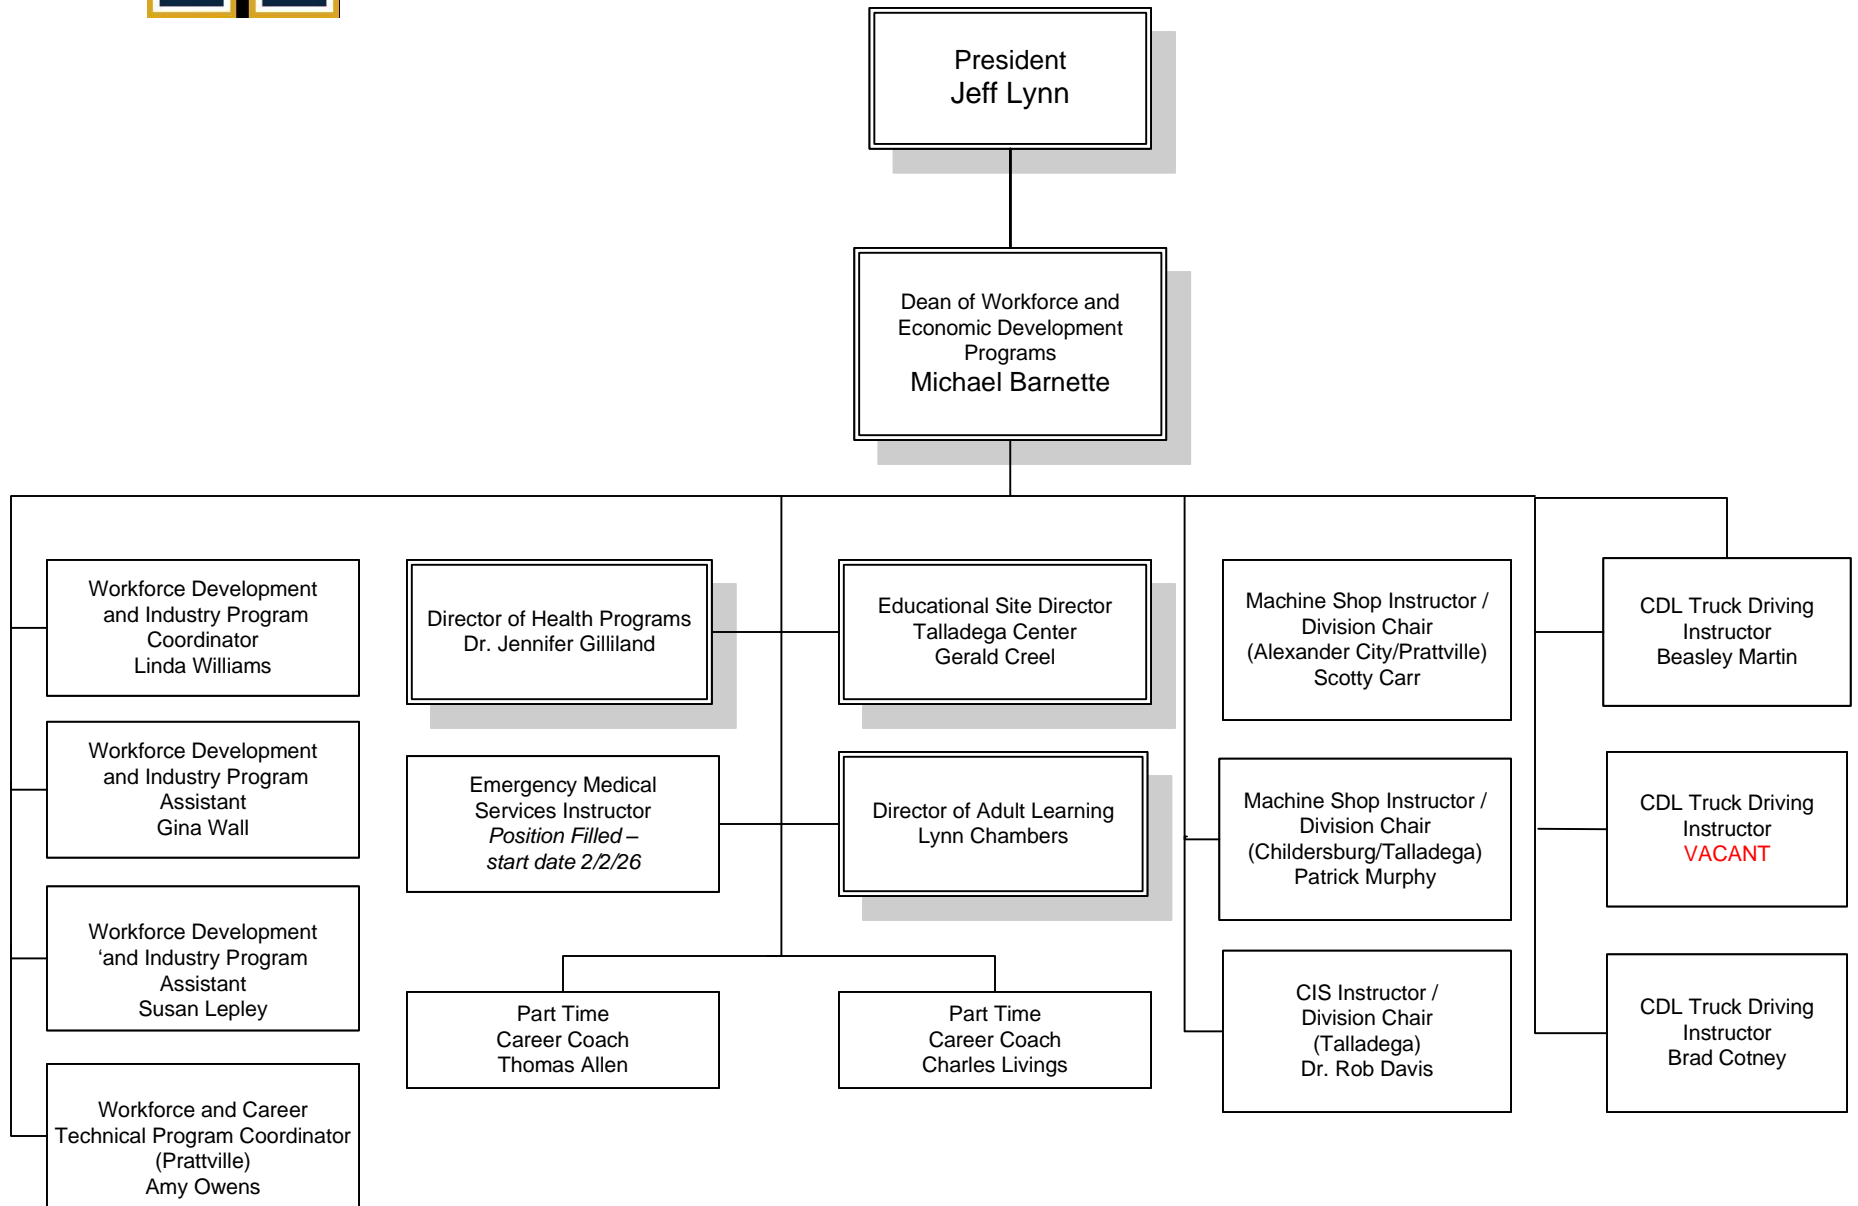 President
Jeff Lynn
Dean of Workforce and
Economic Development
Programs
Michael Barnette
Workforce Development
and Industry Program
Coordinator
Linda Williams
Workforce Development
and Industry Program
Assistant
Gina Wall
Workforce Development
‘and Industry Program
Assistant
Susan Lepley
Workforce and Career
Technical Program Coordinator
(Prattville)
Amy Owens
Director of Health Programs
Dr. Jennifer Gilliland
Emergency Medical
Services Instructor
Position Filled –
start date 2/2/26
Part Time
Career Coach
Thomas Allen
Educational Site Director
Talladega Center
Gerald Creel
Director of Adult Learning
Lynn Chambers
Part Time
Career Coach
Charles Livings
Machine Shop Instructor /
Division Chair
(Alexander City/Prattville)
Scotty Carr
Machine Shop Instructor /
Division Chair
(Childersburg/Talladega)
Patrick Murphy
CIS Instructor /
Division Chair
(Talladega)
Dr. Rob Davis
CDL Truck Driving
Instructor
Beasley Martin
CDL Truck Driving
Instructor
VACANT
CDL Truck Driving
Instructor
Brad Cotney